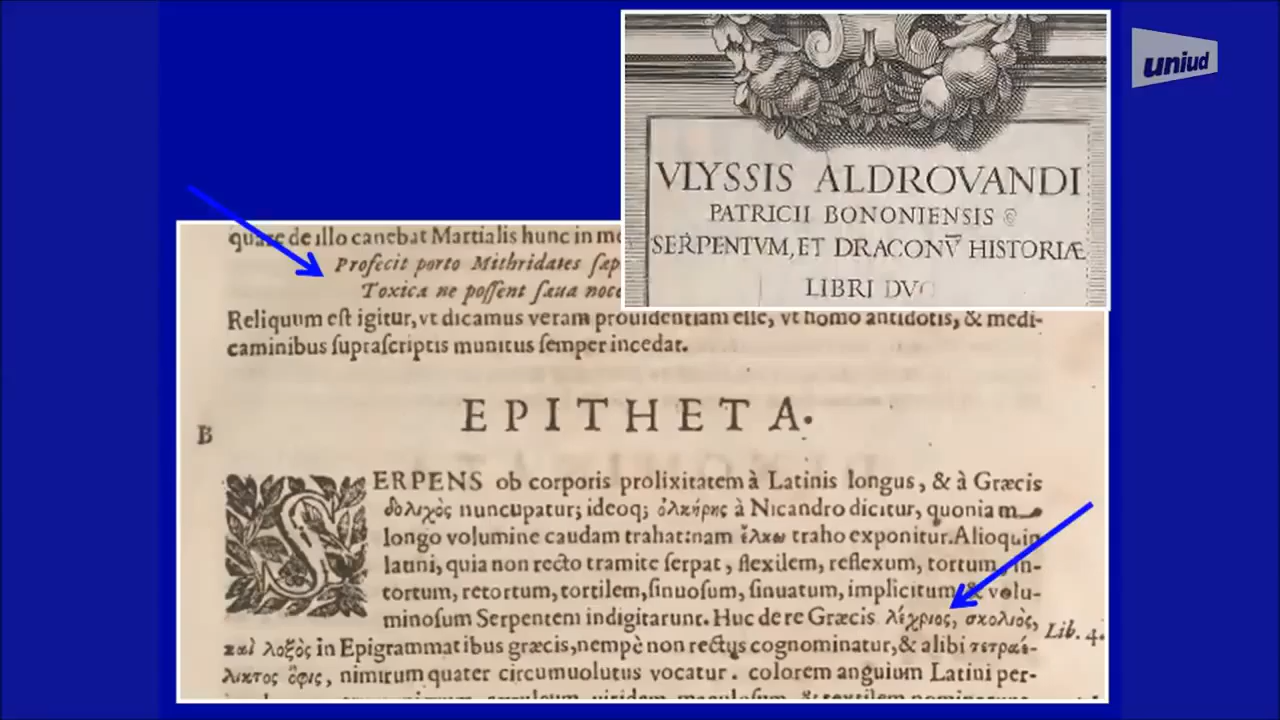 uniud
VLYSSIS ALDROVANDI
PATRICII BONONIENSIS
SERPENTVM, ET DRACONV̅ HISTORIÆ
LIBRI DVO
quare de illo canebat Martialis hunc in
Profecit poto Mithridates ſæp
Toxica ne poſſent ſæua noce
Reliquum eſt igitur, vt dicamus veram prouidentiam eſſe, vt homo antidotis, & medi-
caminibus ſupraſcriptis munitus ſemper incedat.
EPITHETA.
B
SERPENS ob corporis prolixitatem à Latinis longus, & à Græcis
δολιχὸς nuncupatur; ideoq; ὁλκήρης à Nicandro dicitur, quoniam
longo volumine caudam trahat: nam ἕλκω traho exponitur. Alioquin
latini, quia non recto tramite ſerpat, flexilem, reflexum, tortum, in-
tortum, retortum, tortilem, ſinuoſum, ſinuatum, implicitum & volu-
minoſum Serpentem indigitarunt. Huc de re Græcis λέχριος, σκολιὸς,
καὶ λοξὸς in Epigrammatibus græcis, nempè non rectus cognominatur, & alibi τετραέ-
Lib. 4.
λικτος ὄφις, nimirum quater circumuolutus vocatur. colorem anguium Latini per-